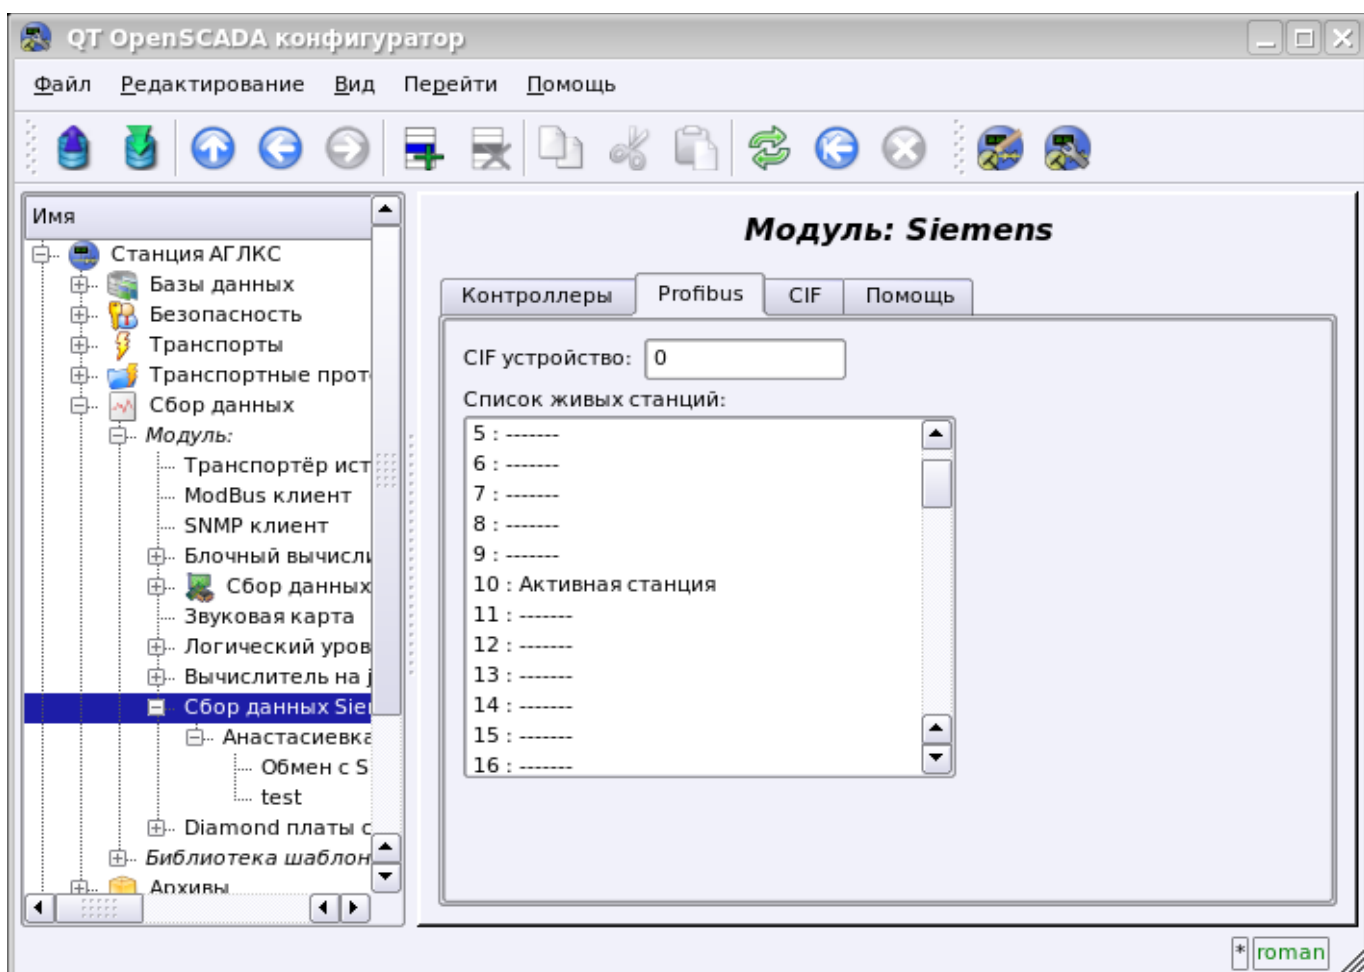 QT OpenSCADA конфигуратор
Файл Редактирование Вид Перейти Помощь
Имя
Станция АГЛКС
Базы данных
Безопасность
Транспорты
Транспортные прот
Сбор данных
Модуль:
Транспортёр ист
ModBus клиент
SNMP клиент
Блочный вычисли
Сбор данных
Звуковая карта
Логический уров
Вычислитель на j
Сбор данных Sie
Анастасиевка
Обмен с S
test
Diamond платы с
Библиотека шаблон
Архивы
Модуль: Siemens
Контроллеры Profibus CIF Помощь
CIF устройство: 0
Список живых станций:
5 : -------
6 : -------
7 : -------
8 : -------
9 : -------
10 : Активная станция
11 : -------
12 : -------
13 : -------
14 : -------
15 : -------
16 : -------
* roman